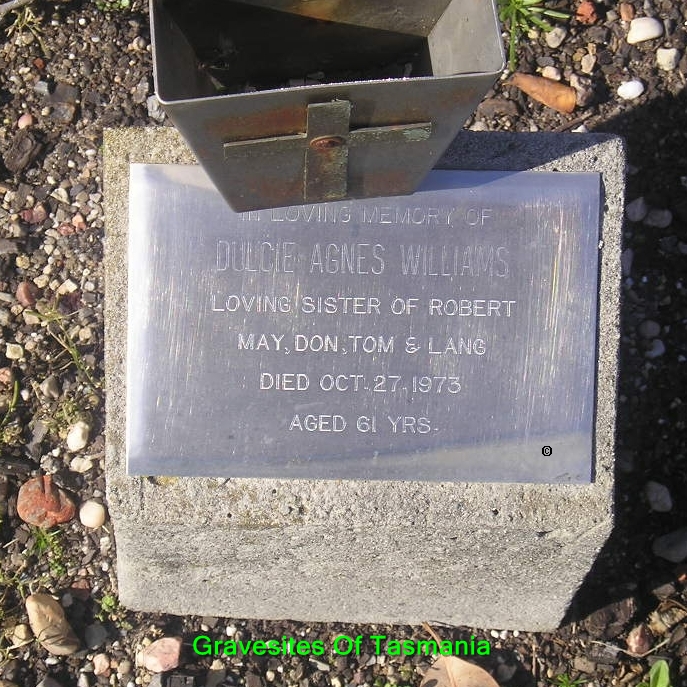 IN LOVING MEMORY OF
DULCIE AGNES WILLIAMS
LOVING SISTER OF ROBERT
MAY, DON, TOM & LANG
DIED OCT. 27, 1973
AGED 61 YRS.
©
Gravesites Of Tasmania